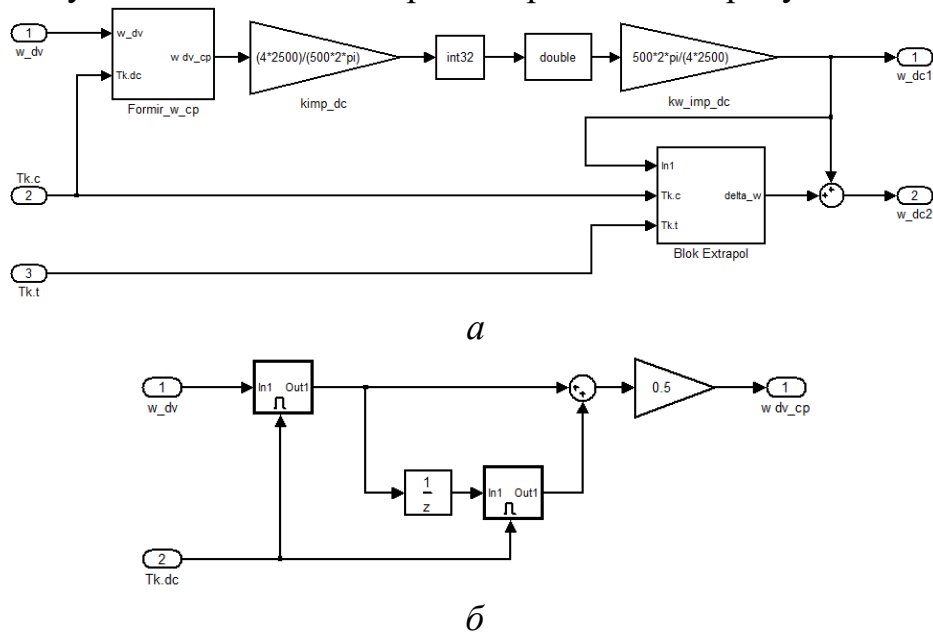 1
w_dv
w_dv
Tk.dc
w dv_cp
Formir_w_cp
(4*2500)/(500*2*pi)
kimp_dc
int32
double
500*2*pi/(4*2500)
kw_imp_dc
1
w_dc1
Tk.c
2
In1
Tk.c
Tk.t
delta_w
Blok Extrapol
+
+
2
w_dc2
3
Tk.t
а
1
w_dv
In1 Out1
+
+
0.5
1
w dv_cp
1
z
In1 Out1
2
Tk.dc
б